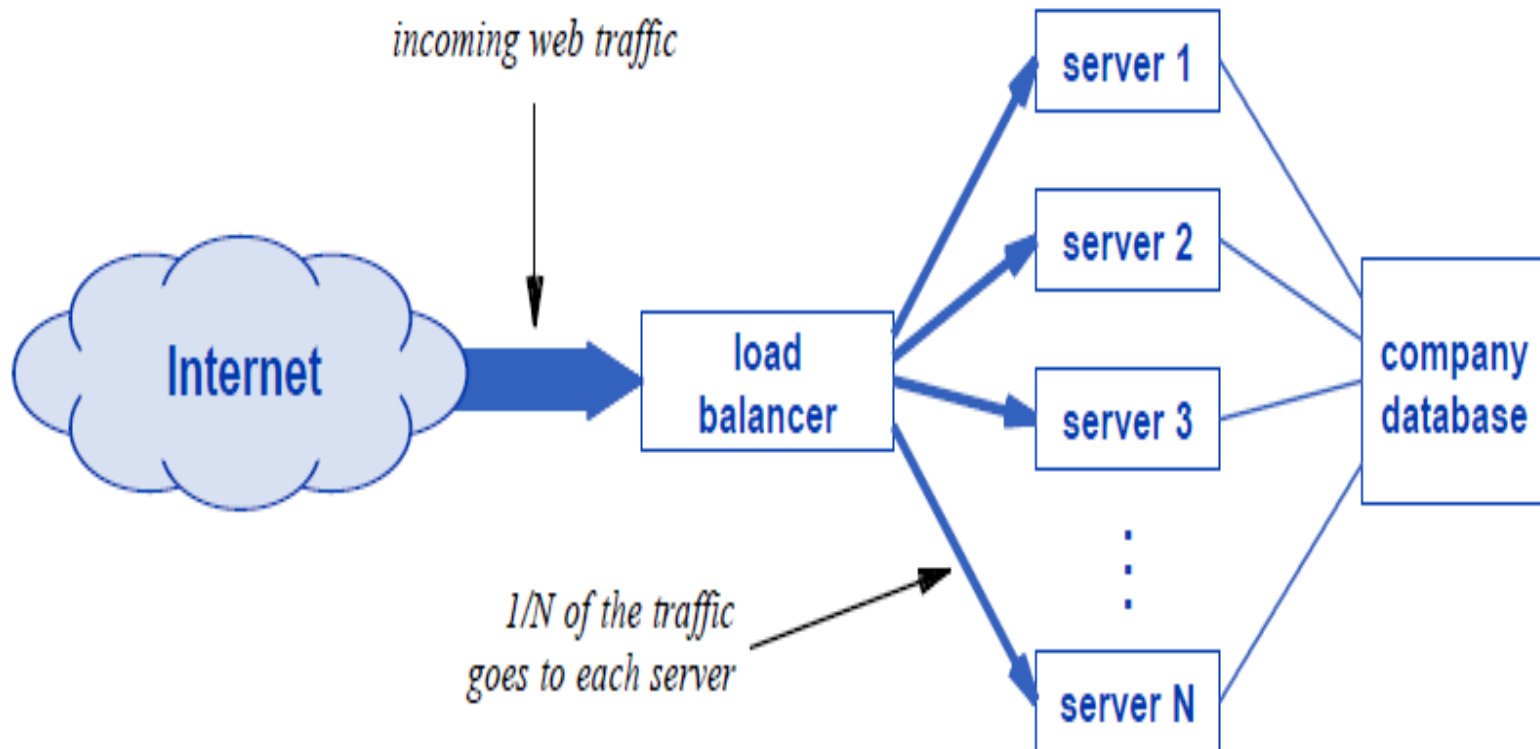 incoming web traffic
server 1
server 2
Internet
load
balancer
server 3
company
database
1/N of the traffic
goes to each server
server N